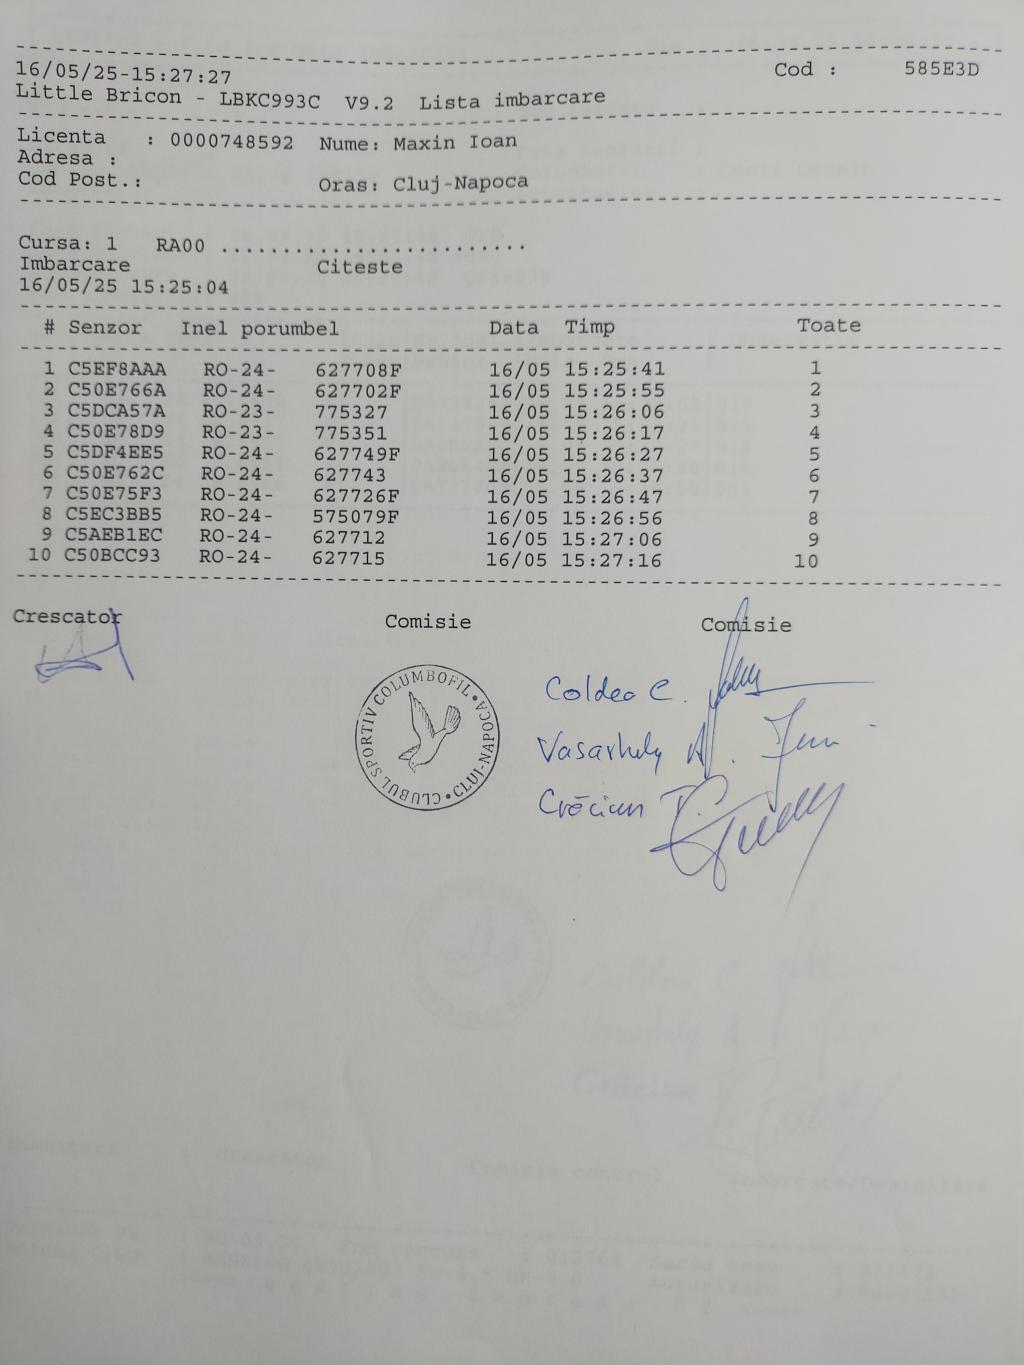 16/05/25-15:27:27 Cod : 585E3D
Little Bricon - LBKC993C V9.2 Lista imbarcare
Licenta : 0000748592 Nume: Maxin Ioan
Adresa :
Cod Post.: Oras: Cluj-Napoca
Cursa: 1 RA00 .........................
Imbarcare Citeste
16/05/25 15:25:04
# Senzor Inel porumbel Data Timp Toate
1 C5EF8AAA RO-24- 627708F 16/05 15:25:41 1
2 C50E766A RO-24- 627702F 16/05 15:25:55 2
3 C5DCA57A RO-23- 775327 16/05 15:26:06 3
4 C50E78D9 RO-23- 775351 16/05 15:26:17 4
5 C5DF4EE5 RO-24- 627749F 16/05 15:26:27 5
6 C50E762C RO-24- 627743 16/05 15:26:37 6
7 C50E75F3 RO-24- 627726F 16/05 15:26:47 7
8 C5EC3BB5 RO-24- 575079F 16/05 15:26:56 8
9 C5AEB1EC RO-24- 627712 16/05 15:27:06 9
10 C50BCC93 RO-24- 627715 16/05 15:27:16 10
Crescator Comisie Comisie
CLUBUL SPORTIV COLUMBOFIL • CLUJ-NAPOCA •
Coldea C.
Vasarhely A.
Crăciun